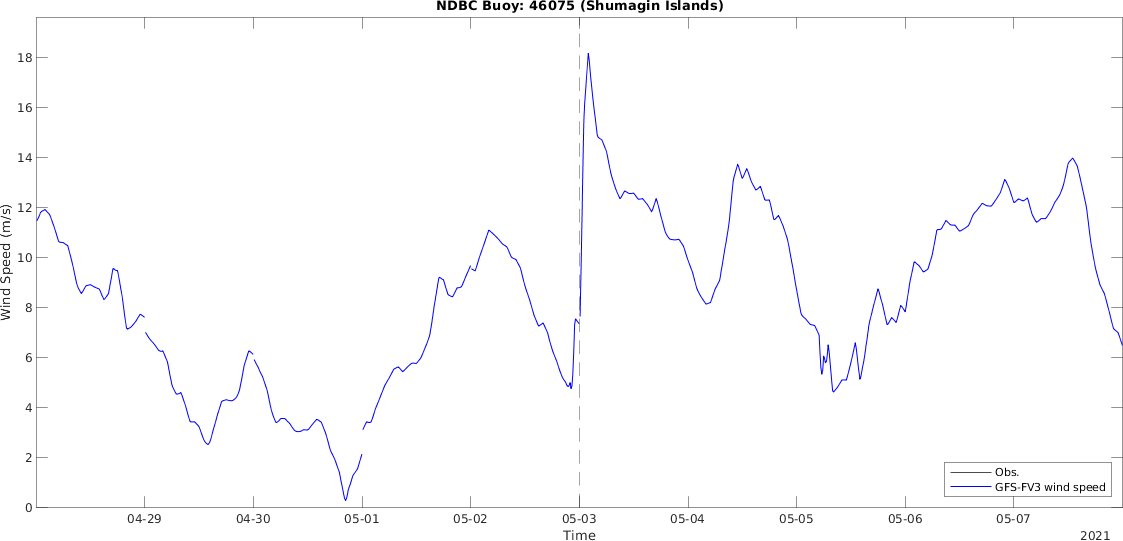 NDBC Buoy: 46075 (Shumagin Islands)
Wind Speed (m/s)
18
16
14
12
10
8
6
4
2
0
04-29 04-30 05-01 05-02 05-03 05-04 05-05 05-06 05-07
Time
2021
Obs.
GFS-FV3 wind speed